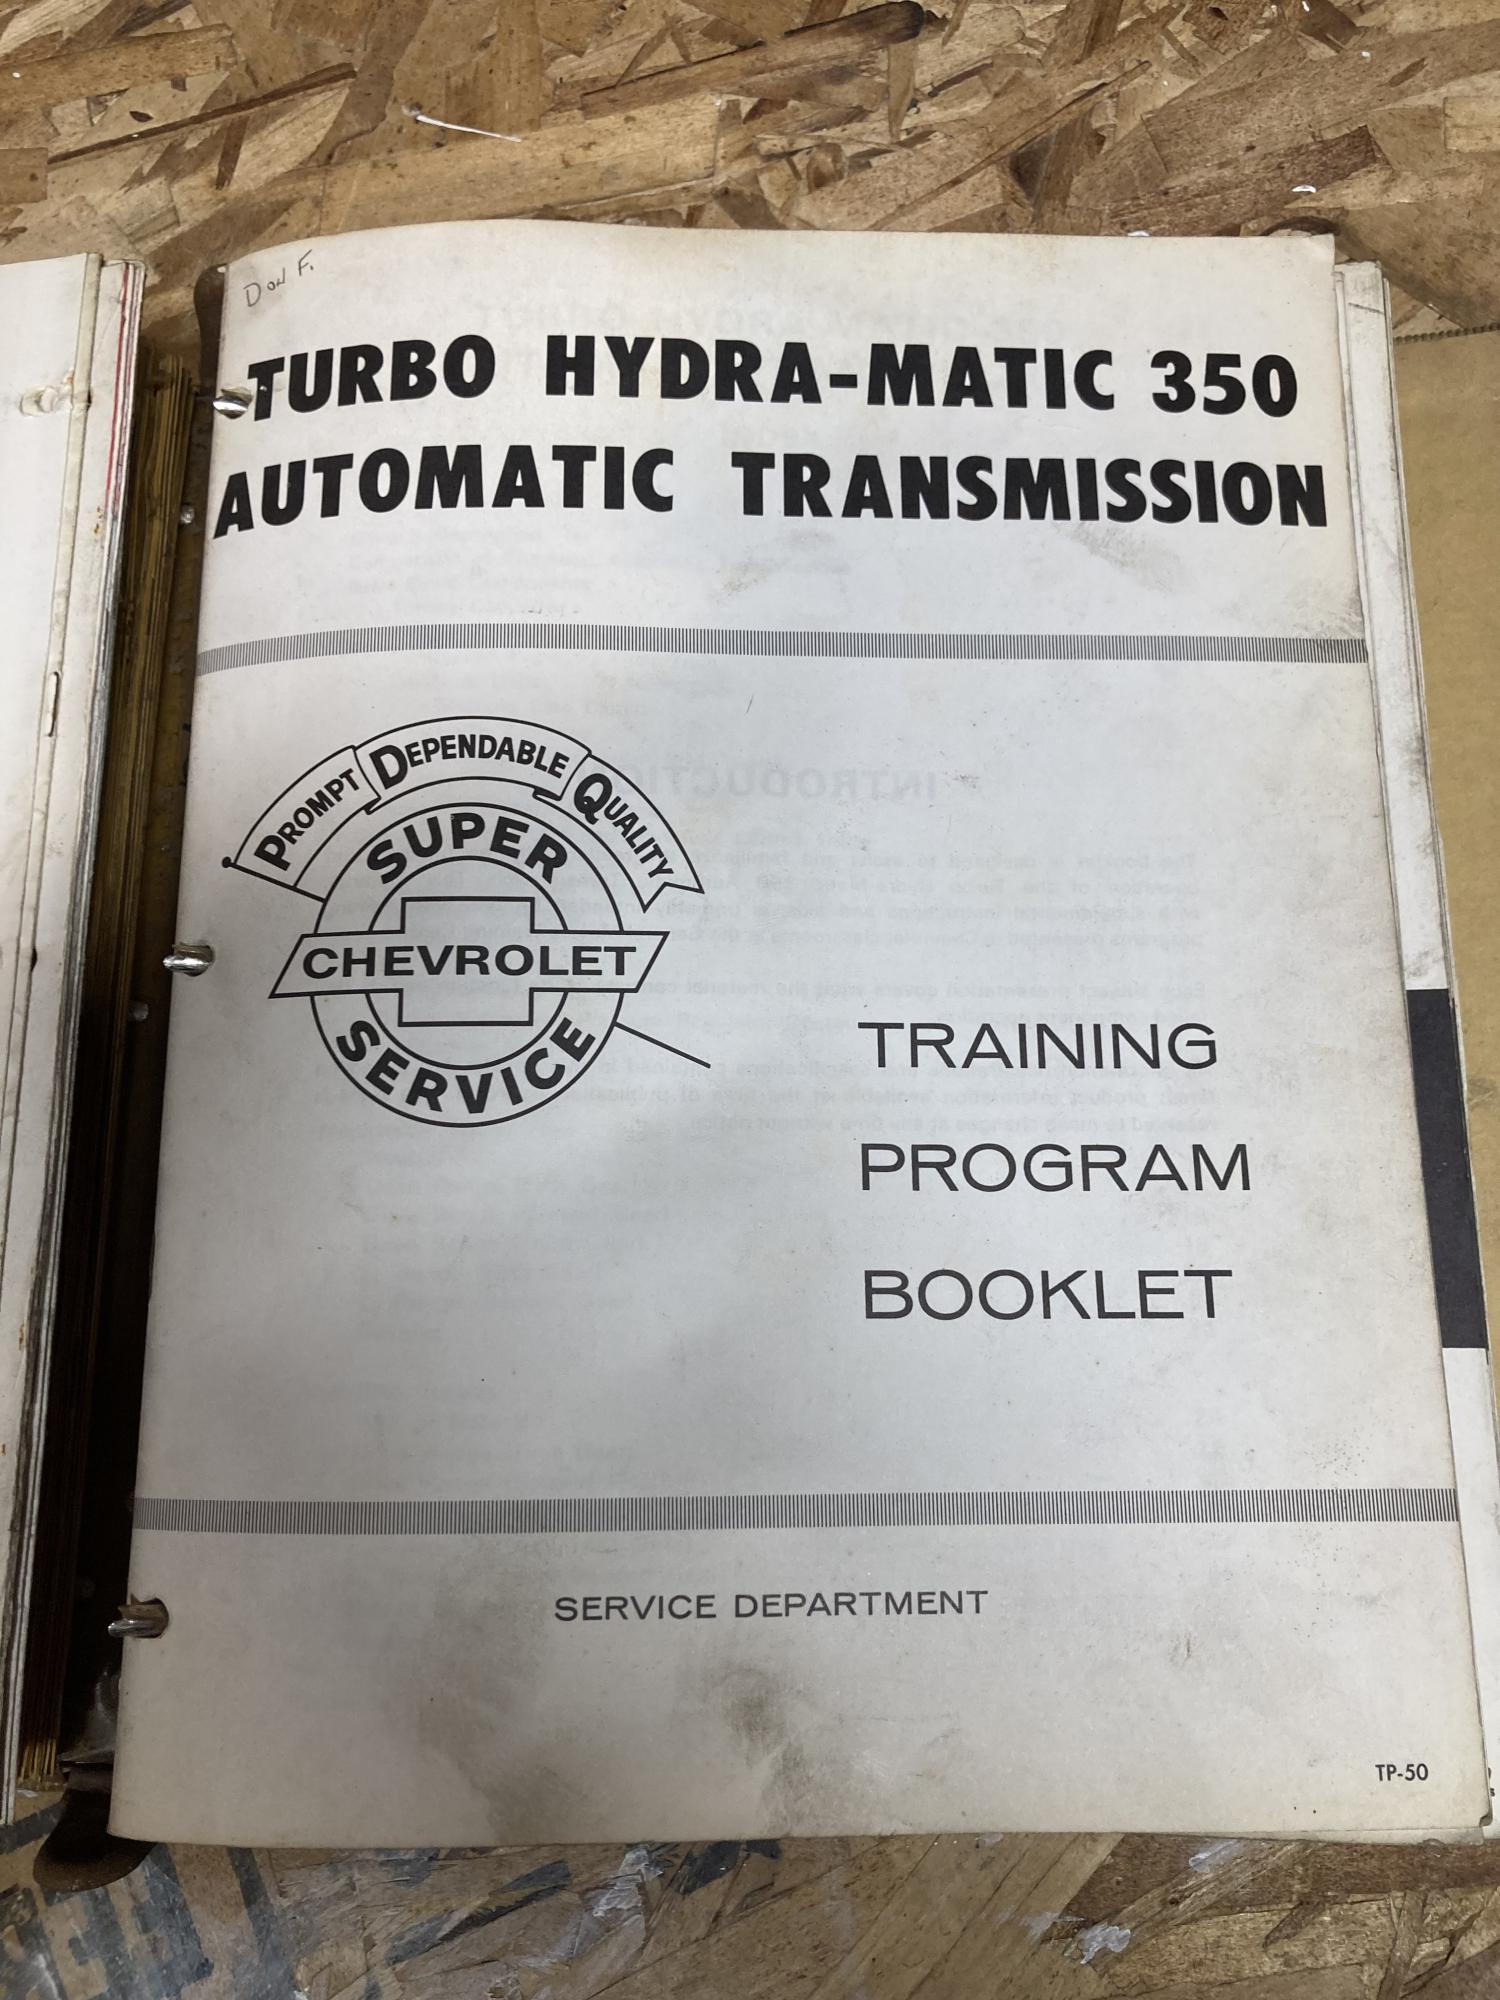 Don F.
TURBO HYDRA-MATIC 350
AUTOMATIC TRANSMISSION
PROMPT DEPENDABLE QUALITY
SUPER
CHEVROLET
SERVICE
TRAINING
PROGRAM
BOOKLET
SERVICE DEPARTMENT
TP-50